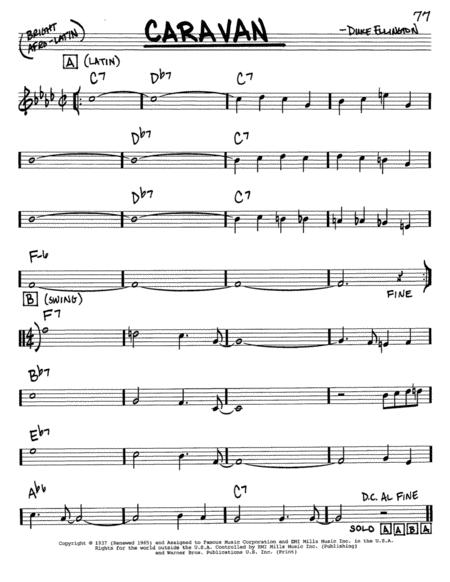 77
(BRIGHT AFRO-LATIN)
CARAVAN
-DUKE ELLINGTON
A (LATIN)
C7 Db7 C7
Db7 C7
Db7 C7
F-6
FINE
B (SWING)
F7
Bb7
Eb7
Ab6 C7
D.C. AL FINE
SOLO A A B A
Copyright © 1937 (Renewed 1965) and Assigned to Famous Music Corporation and EMI Mills Music Inc. in the U.S.A.
Rights for the world outside the U.S.A. Controlled by EMI Mills Music Inc. (Publishing)
and Warner Bros. Publications U.S. Inc. (Print)